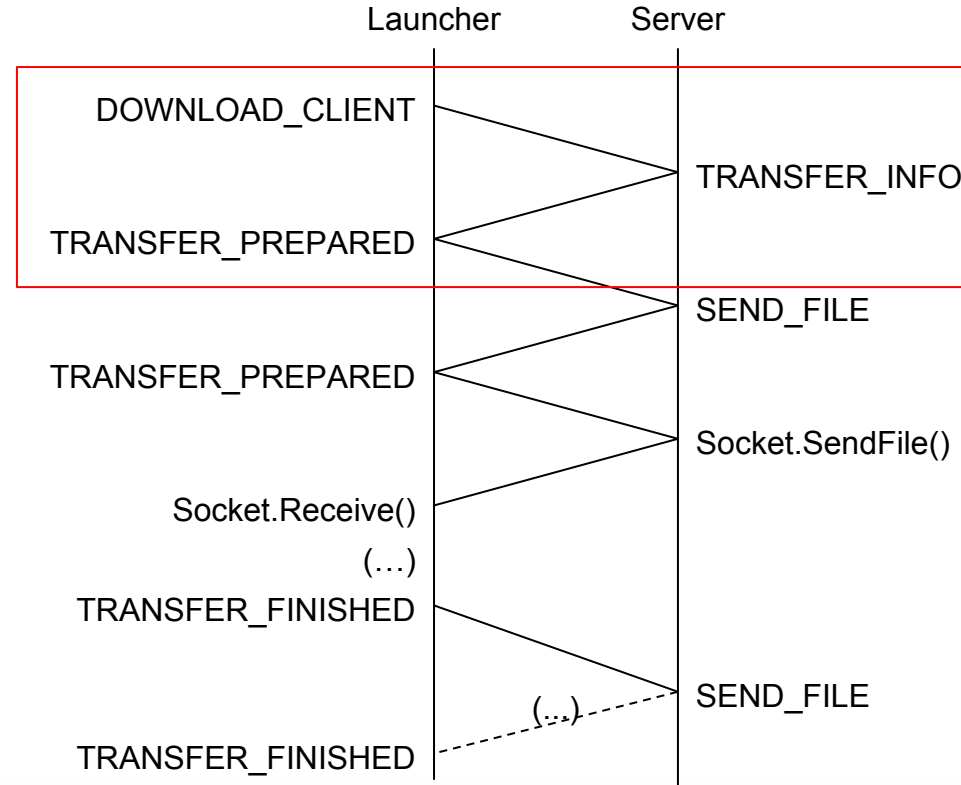 Launcher Server
DOWNLOAD_CLIENT
TRANSFER_INFO
TRANSFER_PREPARED
SEND_FILE
TRANSFER_PREPARED
Socket.SendFile()
Socket.Receive()
(…)
TRANSFER_FINISHED
SEND_FILE
(...)
TRANSFER_FINISHED